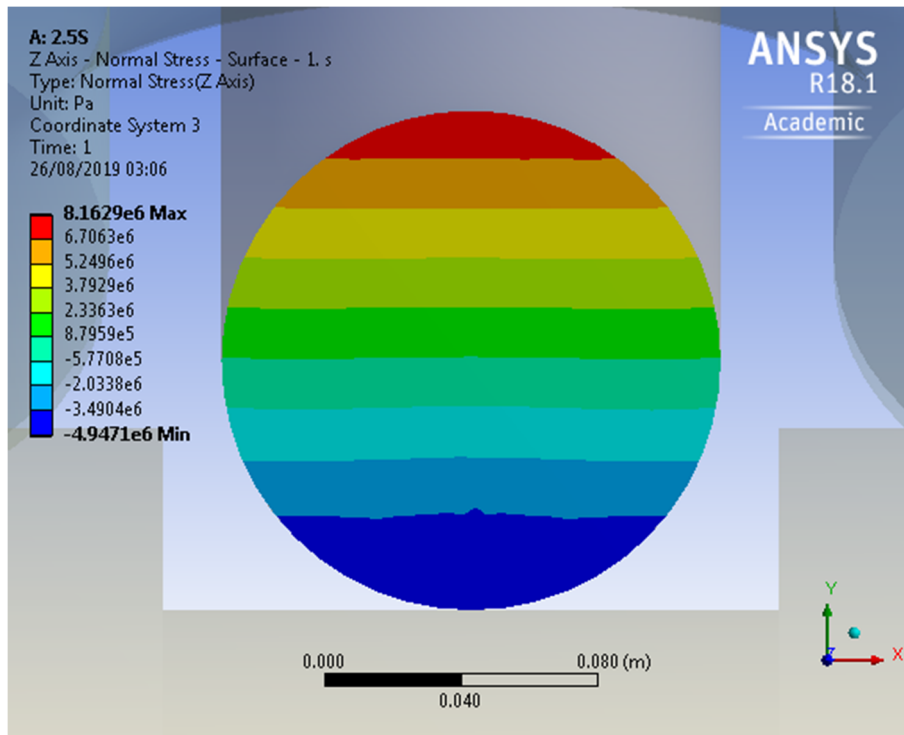 A: 2.5S
Z Axis - Normal Stress - Surface - 1. s
Type: Normal Stress(Z Axis)
Unit: Pa
Coordinate System 3
Time: 1
26/08/2019 03:06
ANSYS
R18.1
Academic
8.1629e6 Max
6.7063e6
5.2496e6
3.7929e6
2.3363e6
8.7959e5
-5.7708e5
-2.0338e6
-3.4904e6
-4.9471e6 Min
0.000 0.080 (m)
0.040
Y
Z X